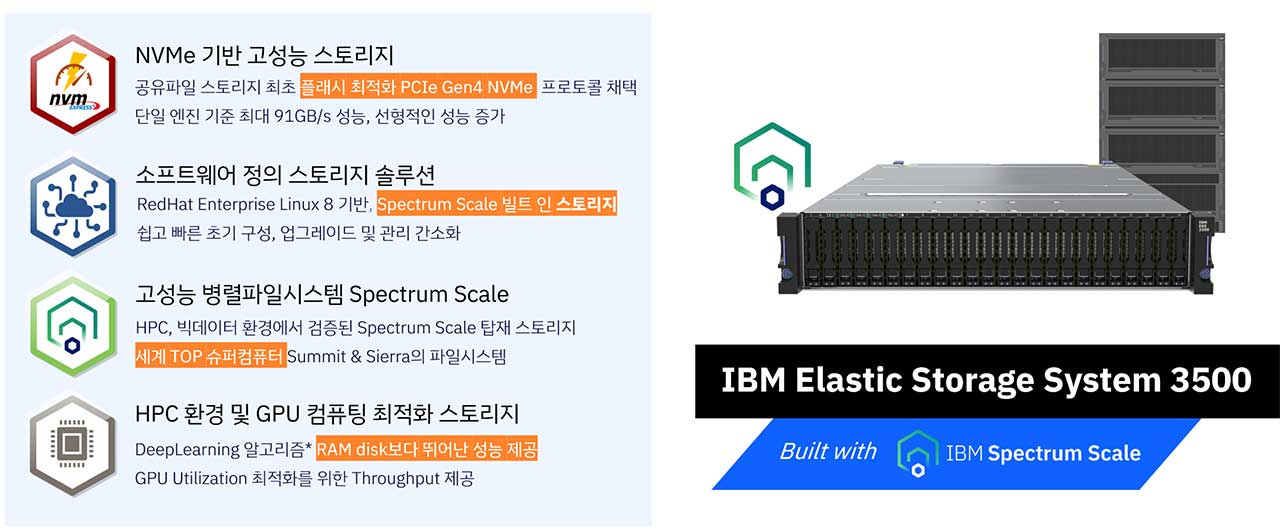 nvm
EXPRESS
NVMe 기반 고성능 스토리지
공유파일 스토리지 최초 플래시 최적화 PCIe Gen4 NVMe 프로토콜 채택
단일 엔진 기준 최대 91GB/s 성능, 선형적인 성능 증가
소프트웨어 정의 스토리지 솔루션
RedHat Enterprise Linux 8 기반, Spectrum Scale 빌트 인 스토리지
쉽고 빠른 초기 구성, 업그레이드 및 관리 간소화
고성능 병렬파일시스템 Spectrum Scale
HPC, 빅데이터 환경에서 검증된 Spectrum Scale 탑재 스토리지
세계 TOP 슈퍼컴퓨터 Summit & Sierra의 파일시스템
HPC 환경 및 GPU 컴퓨팅 최적화 스토리지
DeepLearning 알고리즘* RAM disk보다 뛰어난 성능 제공
GPU Utilization 최적화를 위한 Throughput 제공
IBM
ESS
IBM Elastic Storage System 3500
Built with IBM Spectrum Scale